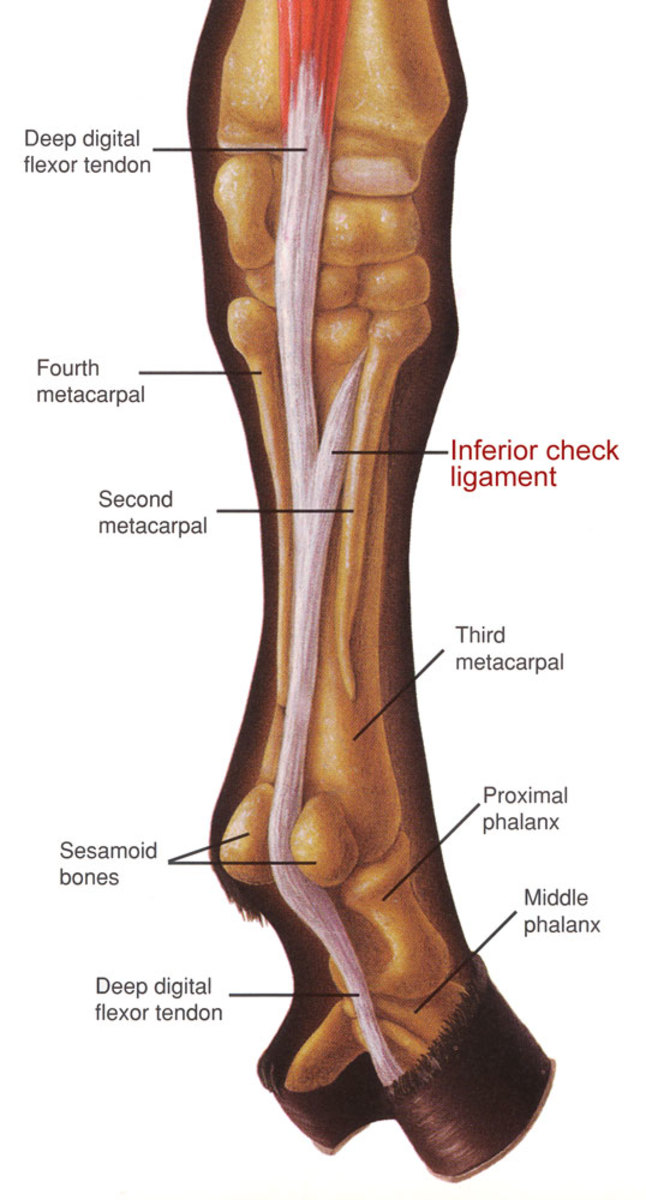 Deep digital
flexor tendon
Fourth
metacarpal
Inferior check
ligament
Second
metacarpal
Third
metacarpal
Proximal
phalanx
Sesamoid
bones
Middle
phalanx
Deep digital
flexor tendon